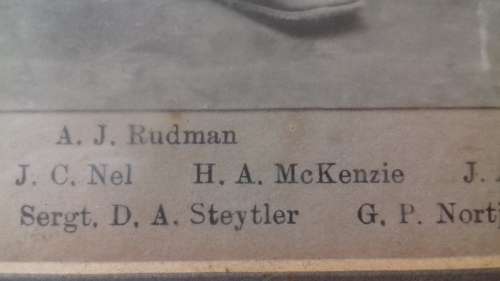 A. J. Rudman
J. C. Nel H. A. McKenzie J.
Sergt. D. A. Steytler G. P.